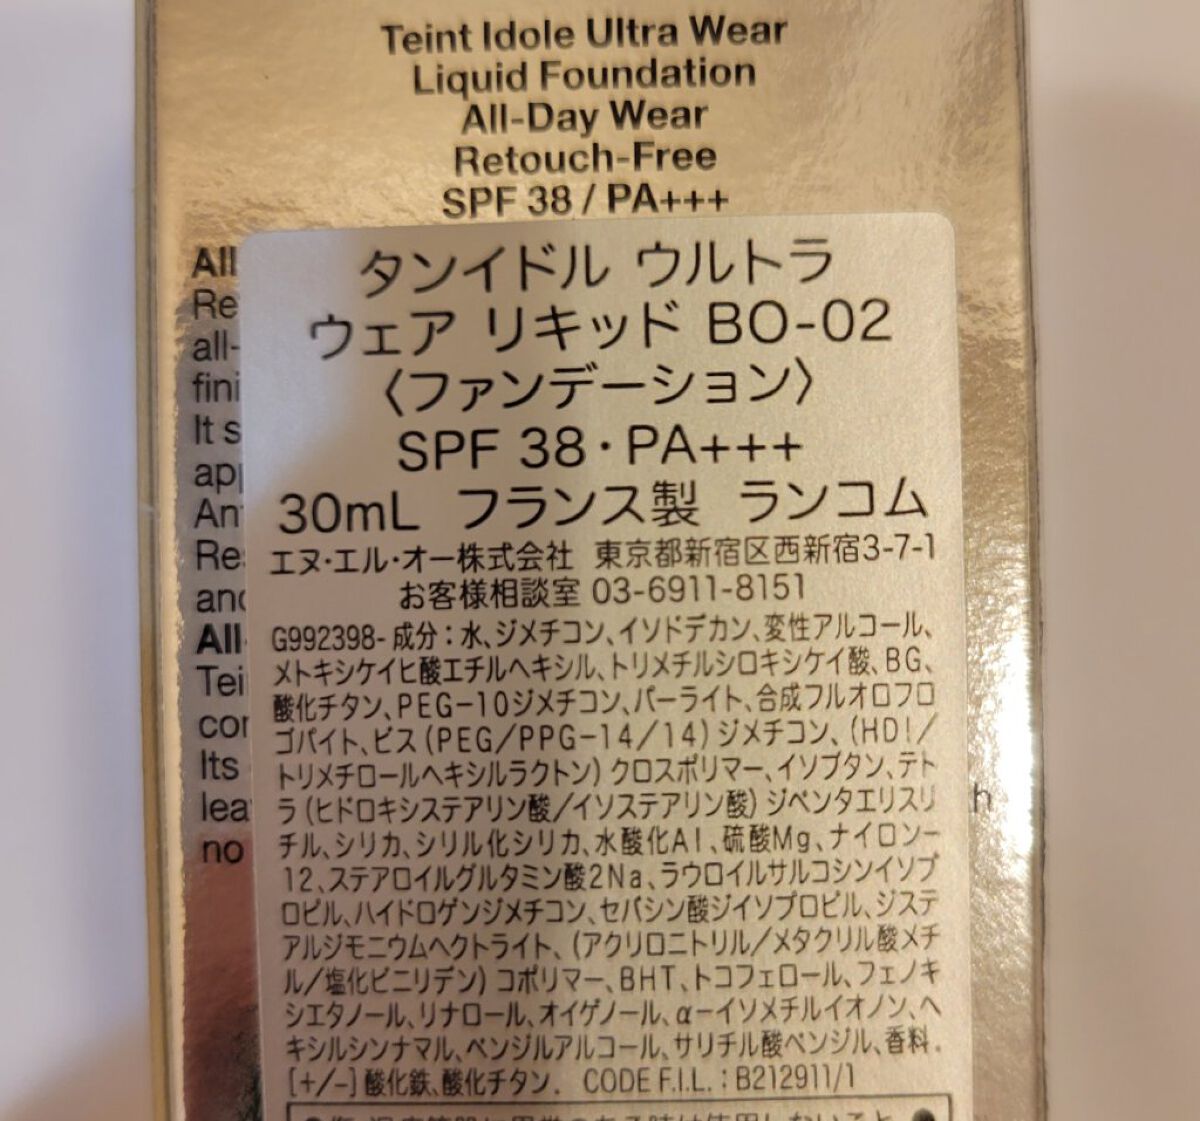 Teint Idole Ultra Wear
Liquid Foundation
All-Day Wear
Retouch-Free
SPF 38 / PA+++
タンイドル ウルトラ
ウェア リキッド BO-02
〈ファンデーション〉
SPF 38・PA+++
30mL フランス製 ランコム
エヌ・エル・オー株式会社 東京都新宿区西新宿3-7-1
お客様相談室 03-6911-8151
G992398- 成分：水、ジメチコン、イソドデカン、変性アルコール、
メトキシケイヒ酸エチルヘキシル、トリメチルシロキシケイ酸、BG、
酸化チタン、PEG-10ジメチコン、パーライト、合成フルオロフロ
ゴパイト、ビス（PEG/PPG-14/14）ジメチコン、（HDI/
トリメチロールヘキシルラクトン）クロスポリマー、イソブタン、テト
ラ（ヒドロキシステアリン酸/イソステアリン酸）ジペンタエリスリ
チル、シリカ、シリル化シリカ、水酸化Al、硫酸Mg、ナイロン-
12、ステアロイルグルタミン酸2Na、ラウロイルサルコシンイソプ
ロピル、ハイドロゲンジメチコン、セバシン酸ジイソプロピル、ジステ
アルジモニウムヘクトライト、（アクリロニトリル/メタクリル酸メチ
ル/塩化ビニリデン）コポリマー、BHT、トコフェロール、フェノキ
シエタノール、リナロール、オイゲノール、α-イソメチルイオノン、ヘ
キシルシンナマル、ベンジルアルコール、サリチル酸ベンジル、香料．
[+/-] 酸化鉄、酸化チタン． CODE F.I.L.：B212911/1
All
Re
all-
fini
It s
app
Ant
Res
and
All-
Tei
cor
Its
lea
h
no